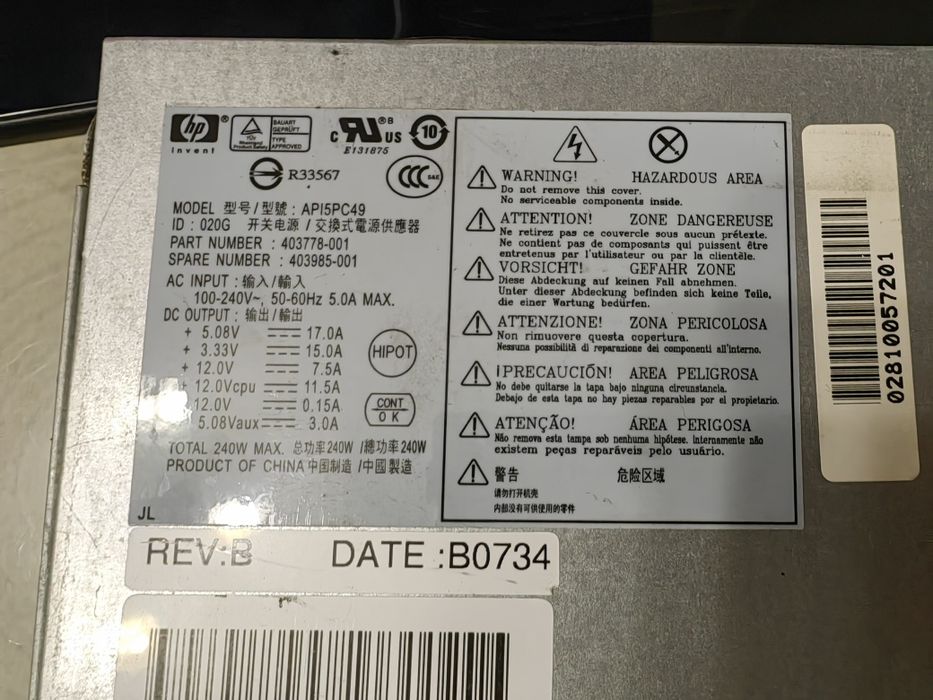 hp ®
invent
TÜV
Rheinland
Product Safety
BAUART
GEPRÜFT
TYPE
APPROVED
c RU ® B US
E131875
10
R33567
CCC S&E
MODEL 型号/型號 : API5PC49
ID : 020G 开关电源 / 交換式電源供應器
PART NUMBER : 403778-001
SPARE NUMBER : 403985-001
AC INPUT : 输入/輸入
100-240V~, 50-60Hz 5.0A MAX.
DC OUTPUT : 输出/輸出
+ 5.08V 17.0A
+ 3.33V 15.0A
+ 12.0V 7.5A
+ 12.0Vcpu 11.5A
12.0V 0.15A
5.08Vaux 3.0A
HIPOT
CONT
O K
TOTAL 240W MAX. 总功率240W /總功率240W
PRODUCT OF CHINA 中国制造 /中國製造
JL
WARNING! HAZARDOUS AREA
Do not remove this cover.
No serviceable components inside.
ATTENTION! ZONE DANGEREUSE
Ne retirez pas ce couvercle sous aucun prétexte.
Ne contient pas de composants qui puissent être
entretenus par l'utilisateur ou par la clientèle.
VORSICHT! GEFAHR ZONE
Diese Abdeckung auf keinen Fall abnehmen.
Unter dieser Abdeckung befinden sich keine Teile,
die einer Wartung bedürfen.
ATTENZIONE! ZONA PERICOLOSA
Non rimuovere questa copertura.
Nessuna possibilità di reparazione dei componenti all'interno.
¡PRECAUCIÓN! AREA PELIGROSA
No debe quitarse la tapa bajo ninguna circunstancia.
Debajo de esta tapa no hay piezas reparables por el propietario.
ATENÇÃO! ÁREA PERIGOSA
Não remova esta tampa sob nenhuma hipótese. Internamente não
existem peças reparáveis pelo usuário.
警告 危险区域
请勿打开机壳
内部没有可供使用的零件
02810057201
REV:B DATE :B0734